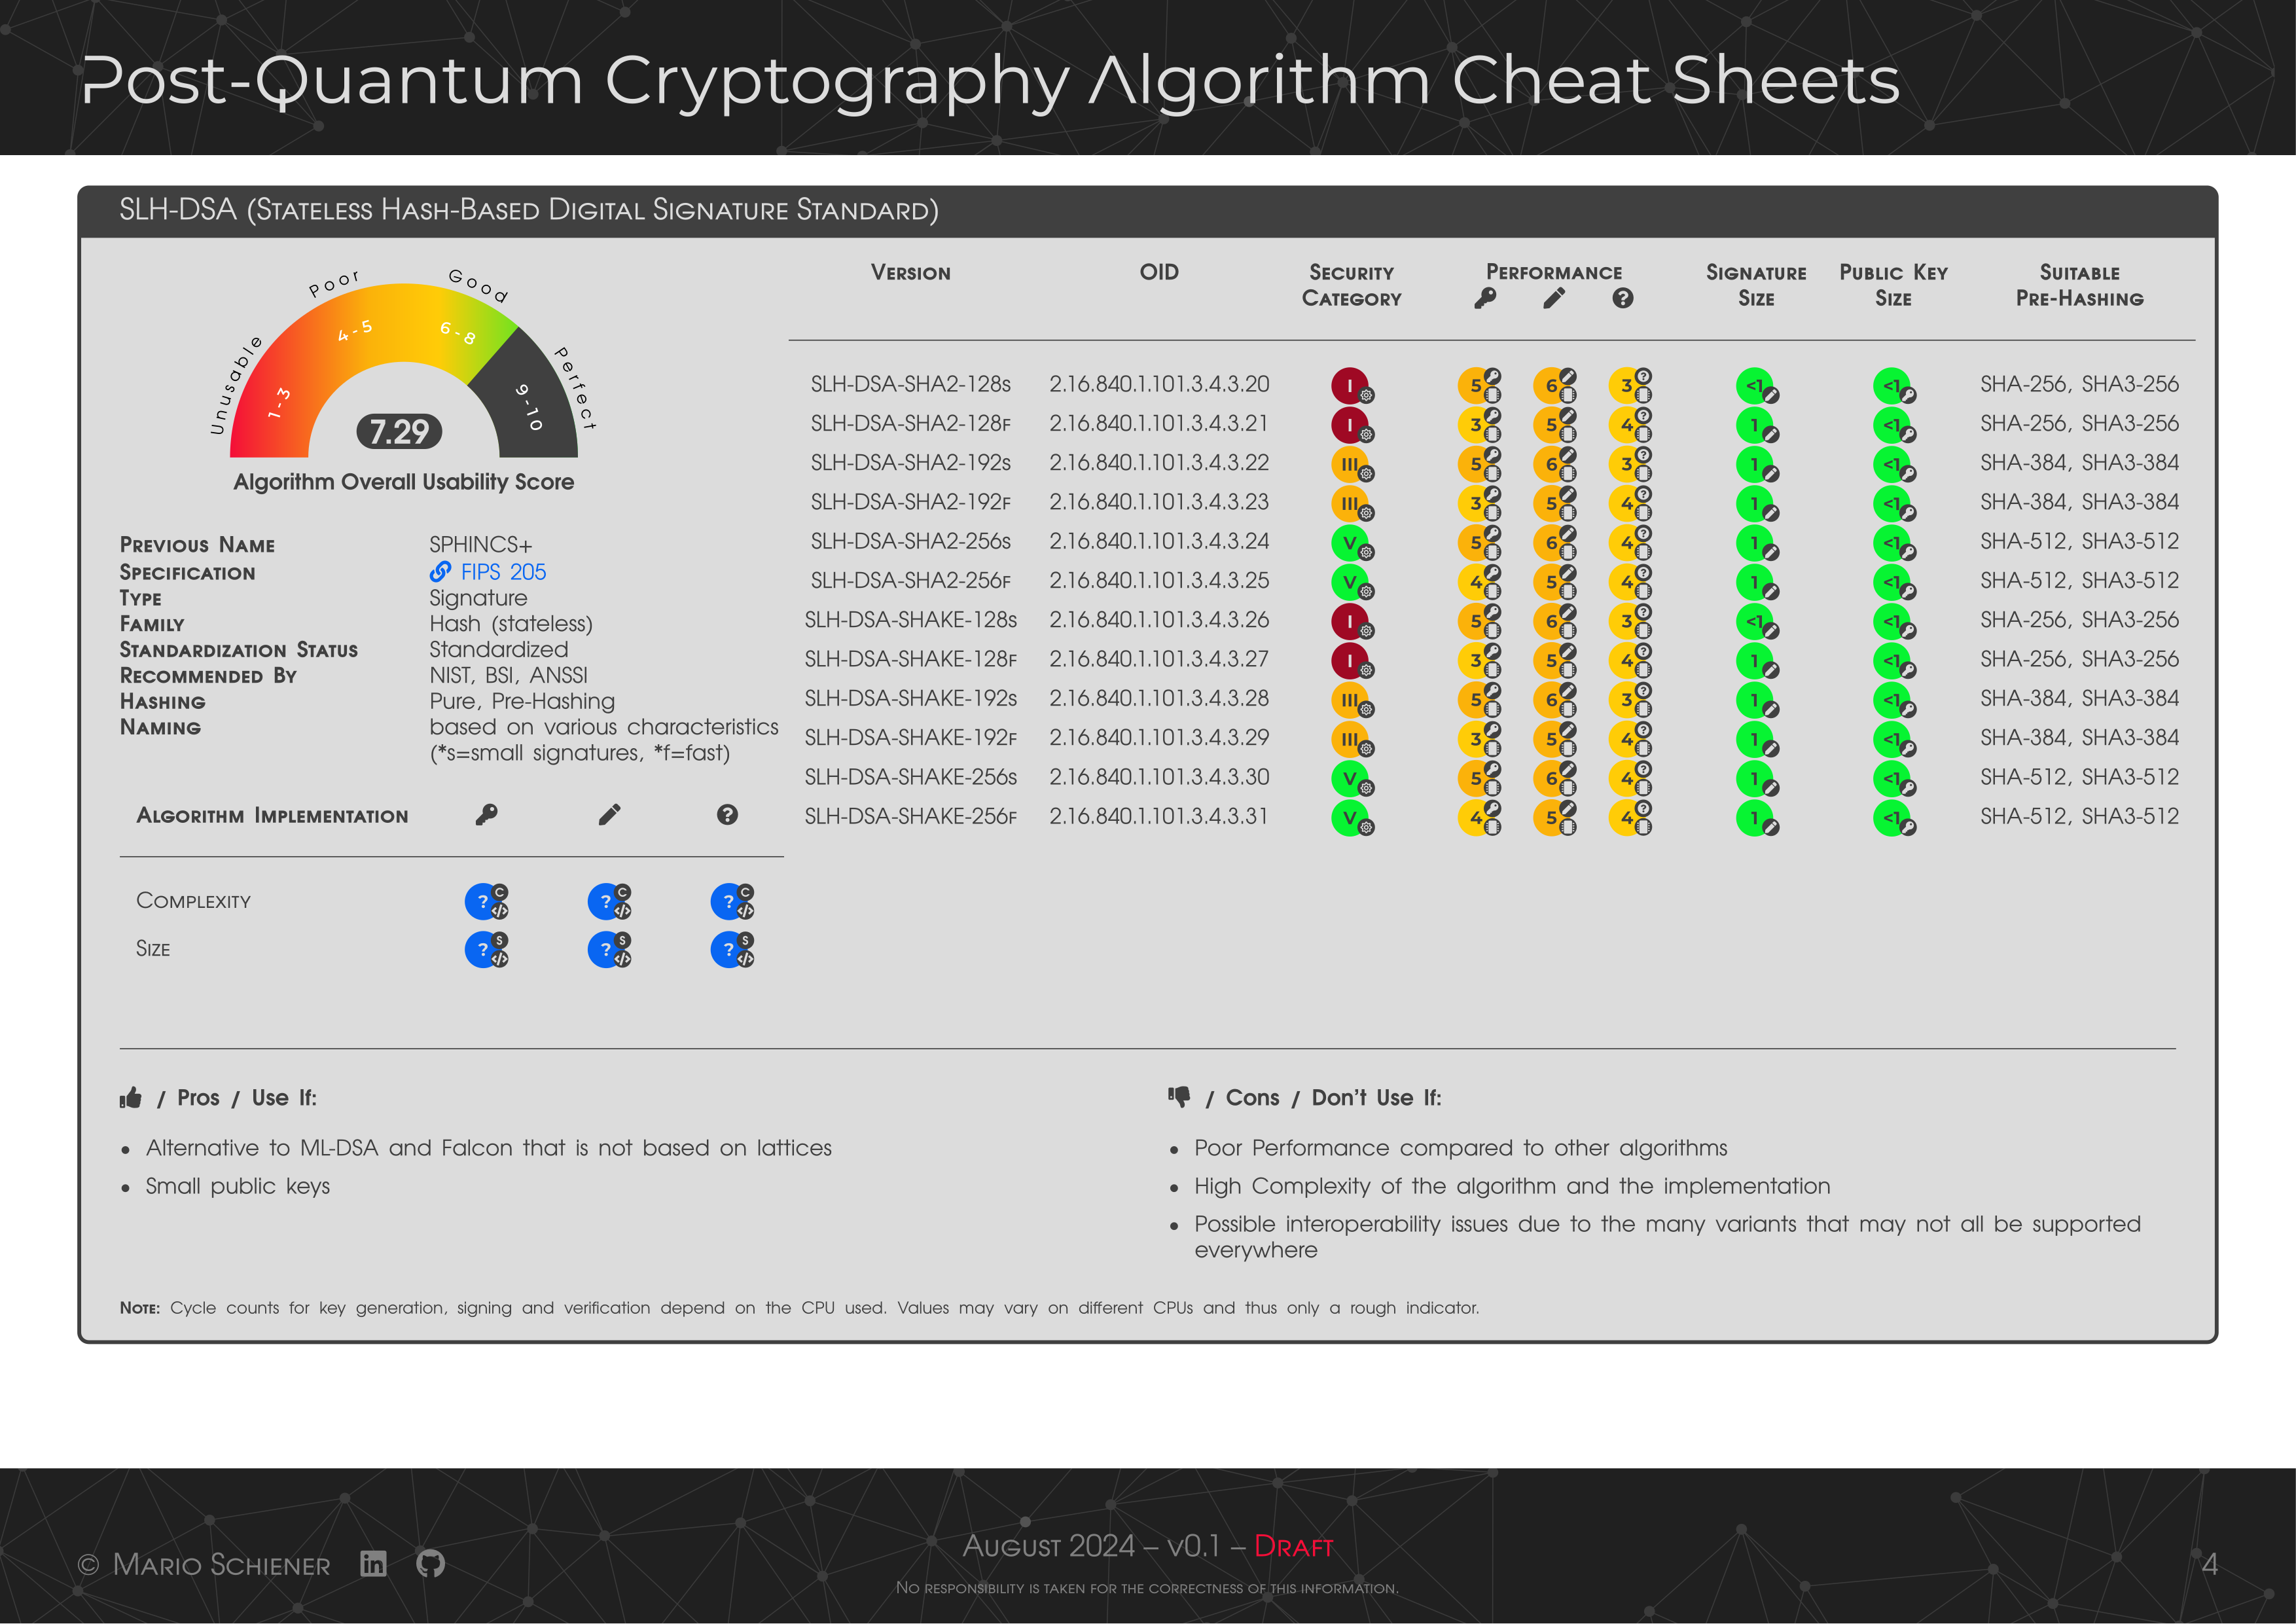 Post-Quantum Cryptography Algorithm Cheat Sheets
SLH-DSA (Stateless Hash-Based Digital Signature Standard)
Unusable
Poor
Good
Perfect
1-3
4-5
6-8
9-10
7.29
Algorithm Overall Usability Score
Previous Name SPHINCS+
Specification FIPS 205
Type Signature
Family Hash (stateless)
Standardization Status Standardized
Recommended By NIST, BSI, ANSSI
Hashing Pure, Pre-Hashing
Naming based on various characteristics
(*s=small signatures, *f=fast)
Algorithm Implementation ?
Complexity ? C </> ? C </> ? C </>
Size ? S </> ? S </> ? S </>
Version OID Security Category Performance ? Signature Size Public Key Size Suitable Pre-Hashing
SLH-DSA-SHA2-128s 2.16.840.1.101.3.4.3.20 I 5 6 3 ? <1 <1 SHA-256, SHA3-256
SLH-DSA-SHA2-128f 2.16.840.1.101.3.4.3.21 I 3 5 4 ? 1 <1 SHA-256, SHA3-256
SLH-DSA-SHA2-192s 2.16.840.1.101.3.4.3.22 III 5 6 3 ? 1 <1 SHA-384, SHA3-384
SLH-DSA-SHA2-192f 2.16.840.1.101.3.4.3.23 III 3 5 4 ? 1 <1 SHA-384, SHA3-384
SLH-DSA-SHA2-256s 2.16.840.1.101.3.4.3.24 V 5 6 4 ? 1 <1 SHA-512, SHA3-512
SLH-DSA-SHA2-256f 2.16.840.1.101.3.4.3.25 V 4 5 4 ? 1 <1 SHA-512, SHA3-512
SLH-DSA-SHAKE-128s 2.16.840.1.101.3.4.3.26 I 5 6 3 ? <1 <1 SHA-256, SHA3-256
SLH-DSA-SHAKE-128f 2.16.840.1.101.3.4.3.27 I 3 5 4 ? 1 <1 SHA-256, SHA3-256
SLH-DSA-SHAKE-192s 2.16.840.1.101.3.4.3.28 III 5 6 3 ? 1 <1 SHA-384, SHA3-384
SLH-DSA-SHAKE-192f 2.16.840.1.101.3.4.3.29 III 3 5 4 ? 1 <1 SHA-384, SHA3-384
SLH-DSA-SHAKE-256s 2.16.840.1.101.3.4.3.30 V 5 6 4 ? 1 <1 SHA-512, SHA3-512
SLH-DSA-SHAKE-256f 2.16.840.1.101.3.4.3.31 V 4 5 4 ? 1 <1 SHA-512, SHA3-512
/ Pros / Use If:
• Alternative to ML-DSA and Falcon that is not based on lattices
• Small public keys
/ Cons / Don't Use If:
• Poor Performance compared to other algorithms
• High Complexity of the algorithm and the implementation
• Possible interoperability issues due to the many variants that may not all be supported
everywhere
Note: Cycle counts for key generation, signing and verification depend on the CPU used. Values may vary on different CPUs and thus only a rough indicator.
© Mario Schiener in
August 2024 – v0.1 – Draft
No responsibility is taken for the correctness of this information.
4